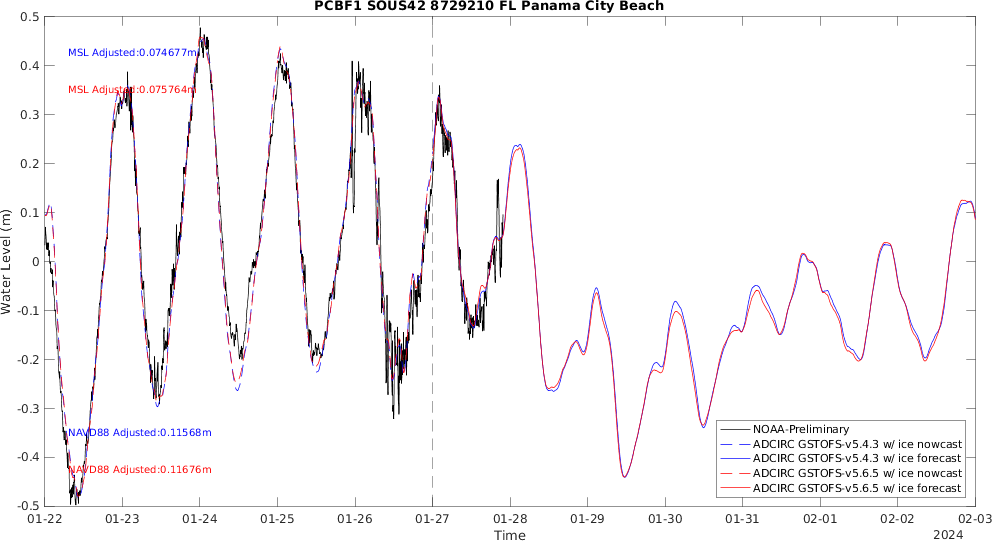 PCBF1 SOUS42 8729210 FL Panama City Beach
0.5
0.4
0.3
0.2
0.1
0
-0.1
-0.2
-0.3
-0.4
-0.5
Water Level (m)
MSL Adjusted:0.074677m
MSL Adjusted:0.075764m
NAVD88 Adjusted:0.11568m
NAVD88 Adjusted:0.11676m
NOAA-Preliminary
ADCIRC GSTOFS-v5.4.3 w/ ice nowcast
ADCIRC GSTOFS-v5.4.3 w/ ice forecast
ADCIRC GSTOFS-v5.6.5 w/ ice nowcast
ADCIRC GSTOFS-v5.6.5 w/ ice forecast
01-22 01-23 01-24 01-25 01-26 01-27 01-28 01-29 01-30 01-31 02-01 02-02 02-03
Time
2024